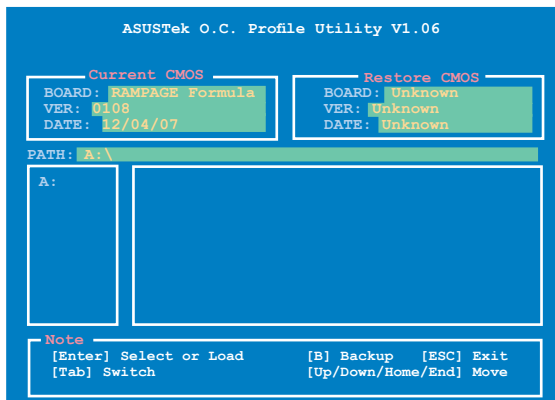 ASUSTek O.C. Profile Utility V1.06
Current CMOS
BOARD: RAMPAGE Formula
VER: 0108
DATE: 12/04/07
Restore CMOS
BOARD: Unknown
VER: Unknown
DATE: Unknown
PATH: A:\
A:
Note
[Enter] Select or Load [B] Backup [ESC] Exit
[Tab] Switch [Up/Down/Home/End] Move